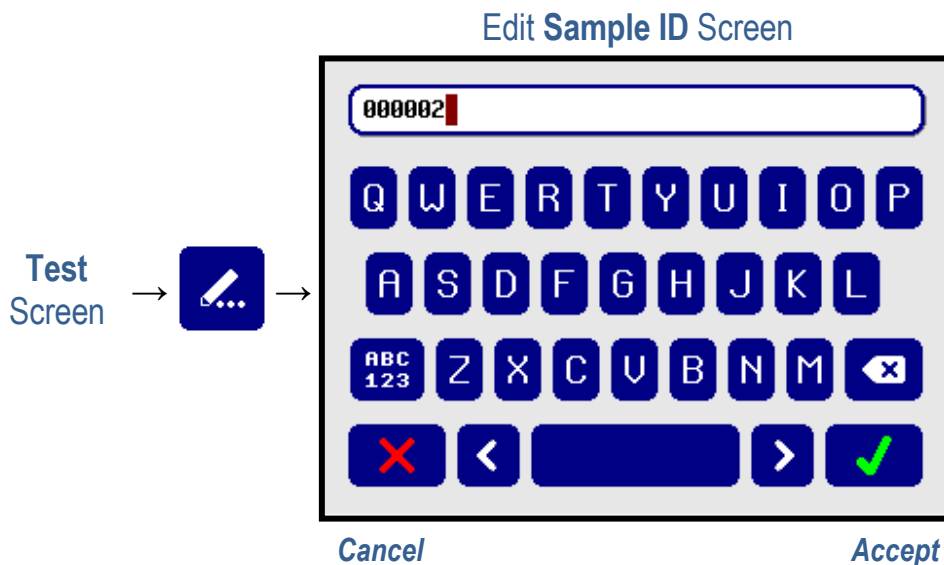 Edit Sample ID Screen
000002
Q W E R T Y U I O P
A S D F G H J K L
Test
Screen
→ →
ABC
123
Z X C V B N M
< >
Cancel Accept